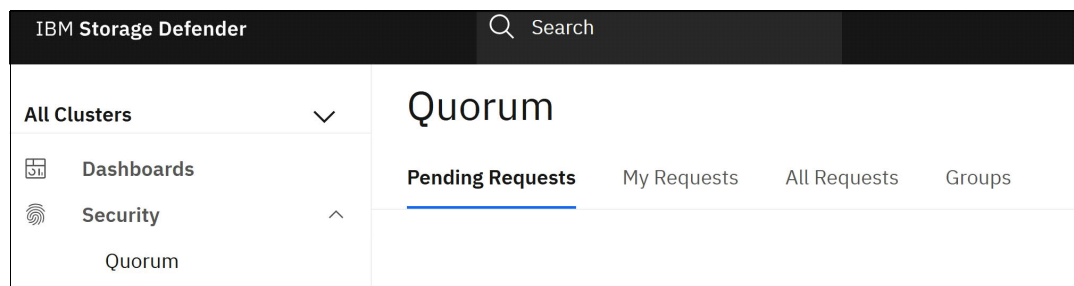 IBM Storage Defender
Search
All Clusters
Dashboards
Security
Quorum
Quorum
Pending Requests My Requests All Requests Groups